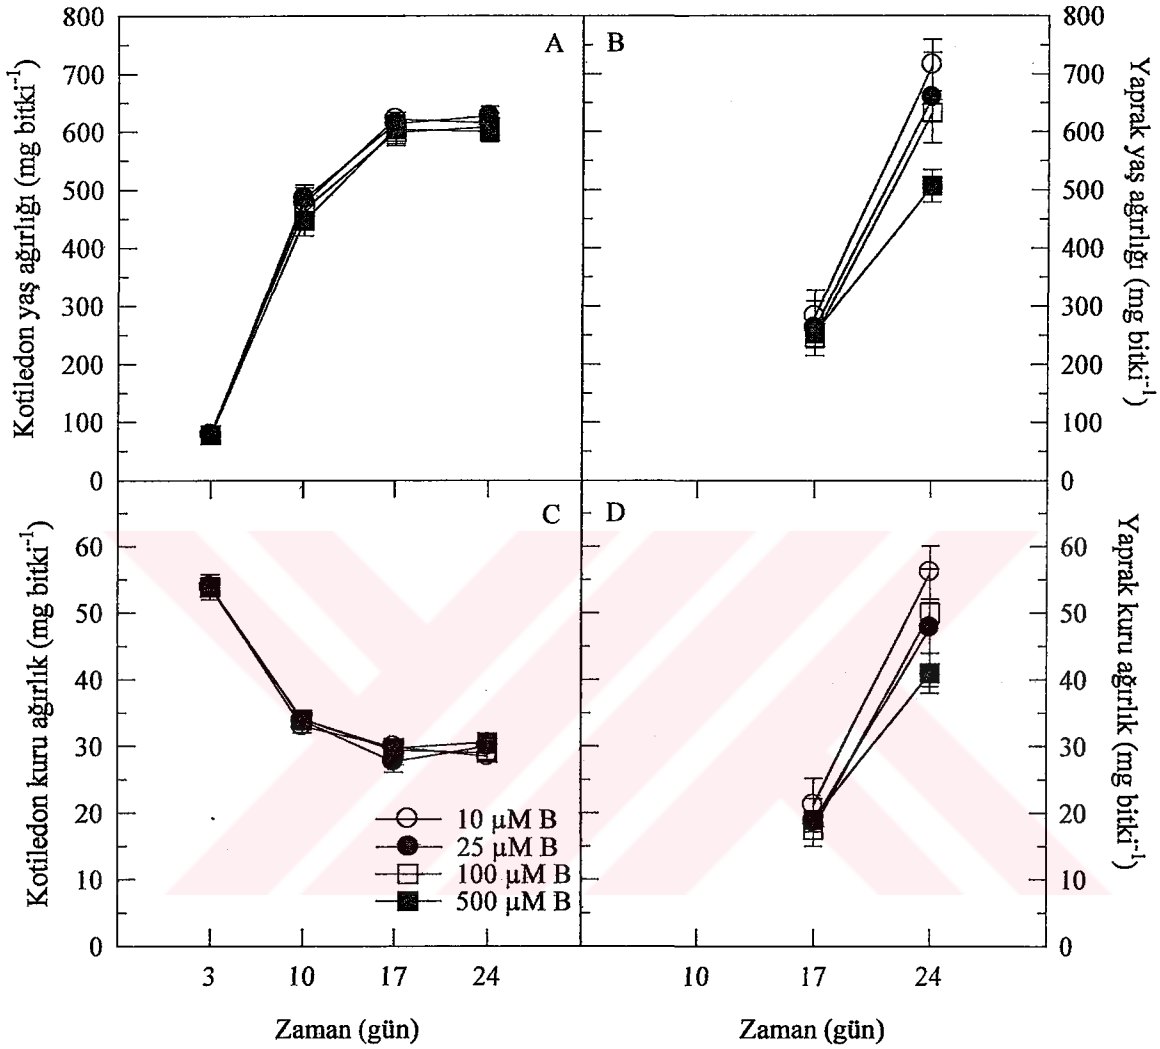 A
B
Kotiledon yaş ağırlığı (mg bitki⁻¹)
800
700
600
500
400
300
200
100
0
800
700
600
500
400
300
200
100
0
Yaprak yaş ağırlığı (mg bitki⁻¹)
C
D
Kotiledon kuru ağırlık (mg bitki⁻¹)
60
50
40
30
20
10
0
10 µM B
25 µM B
100 µM B
500 µM B
60
50
40
30
20
10
0
Yaprak kuru ağırlık (mg bitki⁻¹)
3 10 17 24
10 17 24
Zaman (gün)
Zaman (gün)